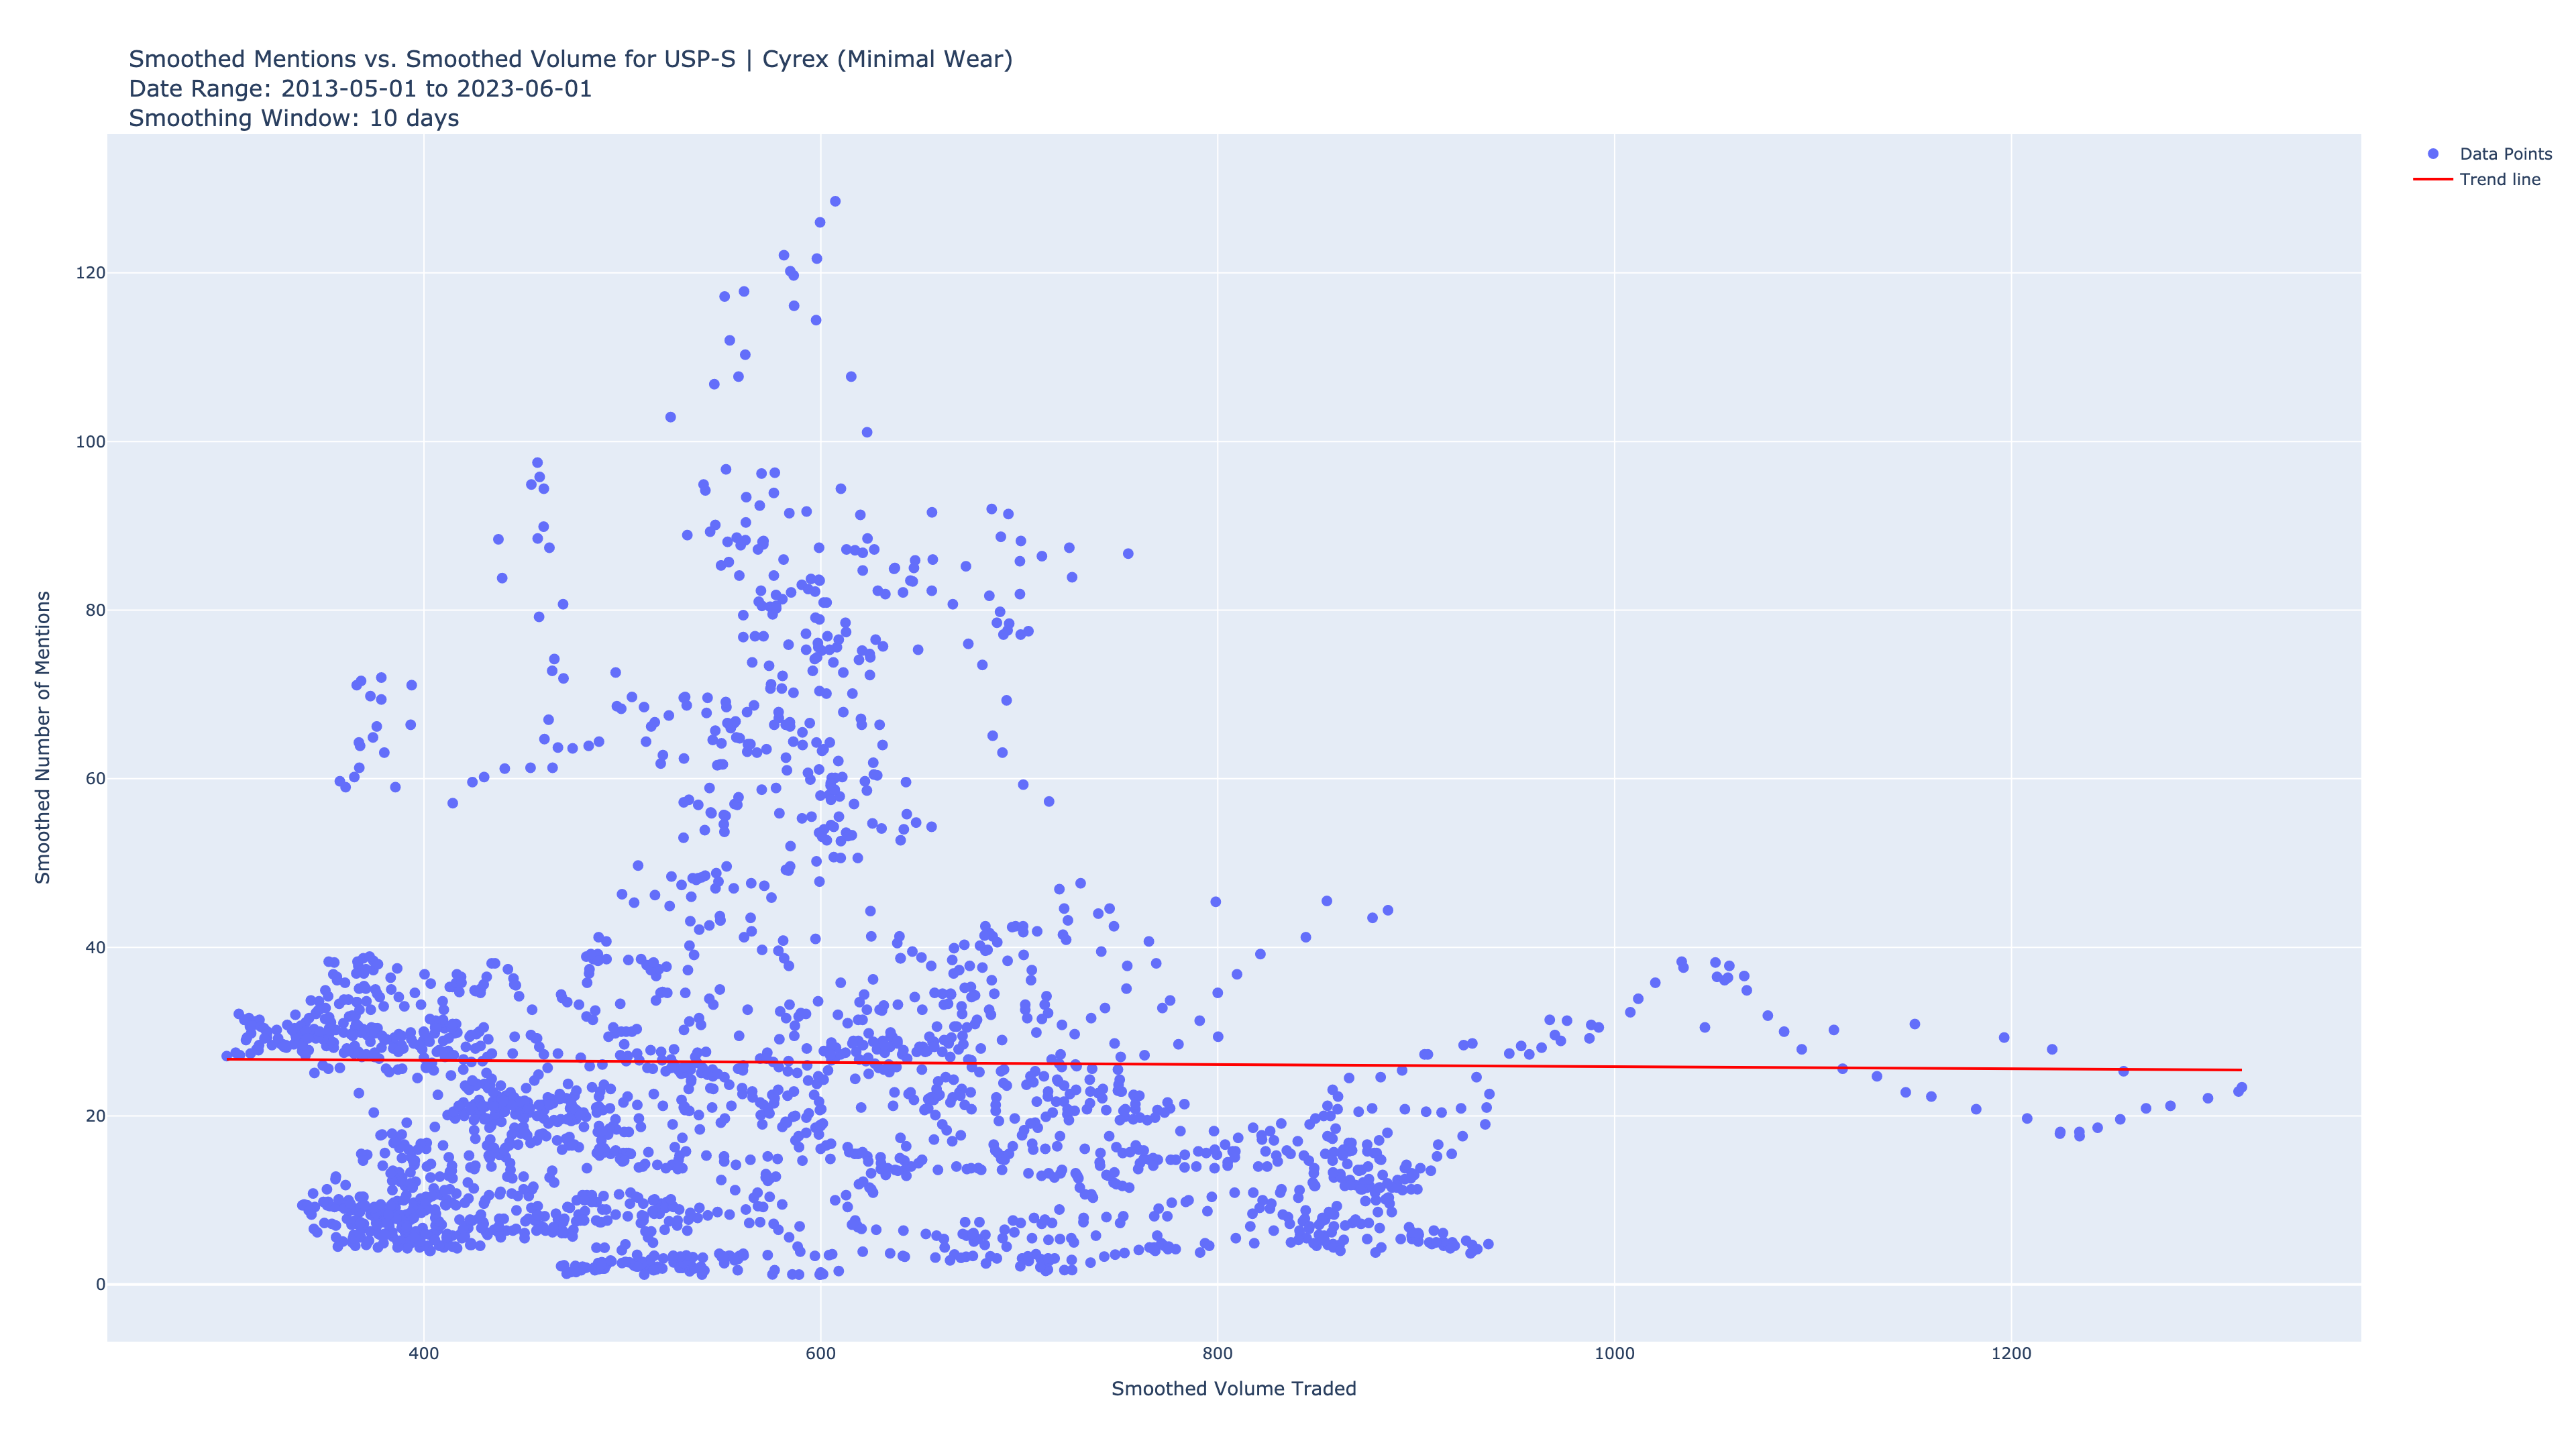 Smoothed Mentions vs. Smoothed Volume for USP-S | Cyrex (Minimal Wear)
Date Range: 2013-05-01 to 2023-06-01
Smoothing Window: 10 days
Data Points
Trend line
Smoothed Number of Mentions
120
100
80
60
40
20
0
400
600
800
1000
1200
Smoothed Volume Traded